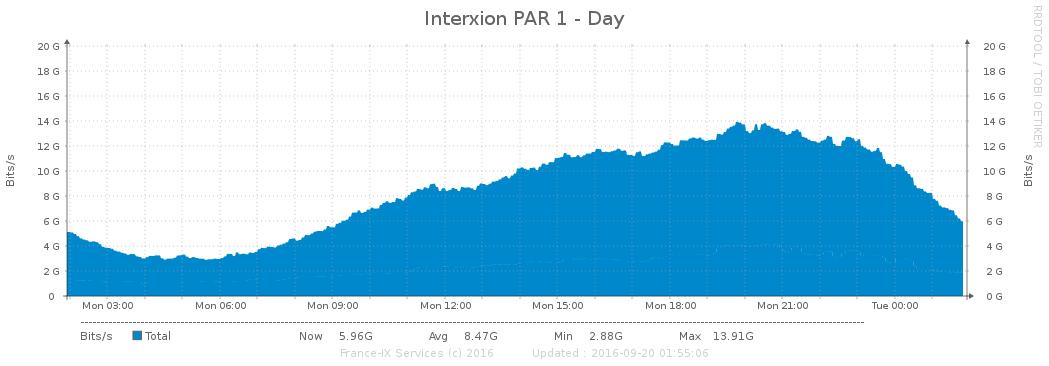 Interxion PAR 1 - Day
RRDTOOL / TOBI OETIKER
Bits/s
20 G 20 G
18 G 18 G
16 G 16 G
14 G 14 G
12 G 12 G
10 G 10 G
8 G 8 G
6 G 6 G
4 G 4 G
2 G 2 G
0 0 G
Bits/s
Mon 03:00 Mon 06:00 Mon 09:00 Mon 12:00 Mon 15:00 Mon 18:00 Mon 21:00 Tue 00:00
Bits/s Total Now 5.96G Avg 8.47G Min 2.88G Max 13.91G
France-IX Services (c) 2016 Updated : 2016-09-20 01:55:06